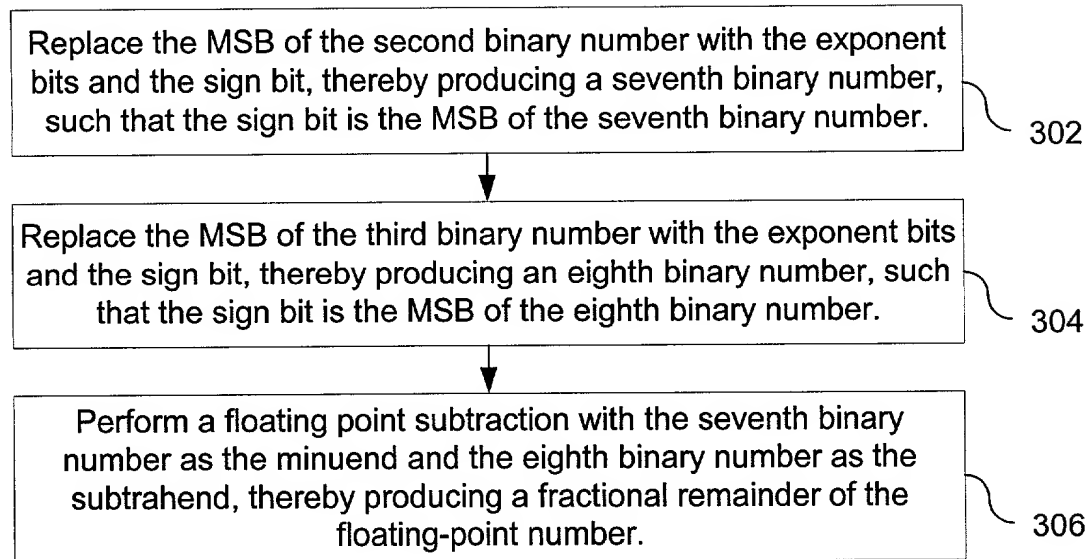 Replace the MSB of the second binary number with the exponent
bits and the sign bit, thereby producing a seventh binary number,
such that the sign bit is the MSB of the seventh binary number.
302
Replace the MSB of the third binary number with the exponent bits
and the sign bit, thereby producing an eighth binary number, such
that the sign bit is the MSB of the eighth binary number.
304
Perform a floating point subtraction with the seventh binary
number as the minuend and the eighth binary number as the
subtrahend, thereby producing a fractional remainder of the
floating-point number.
306